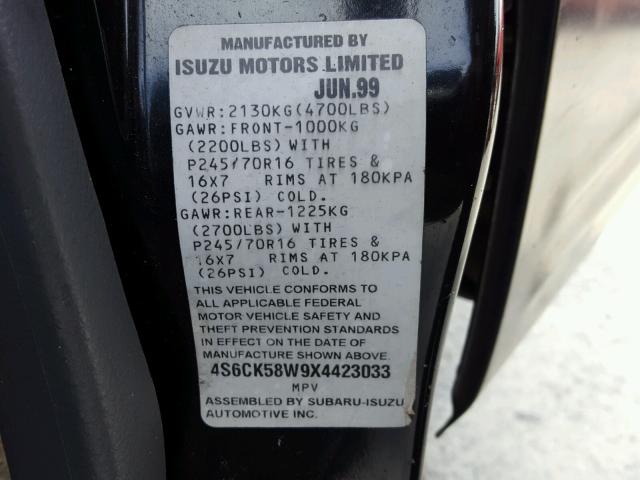 MANUFACTURED BY
ISUZU MOTORS LIMITED
JUN.99
GVWR:2130KG(4700LBS)
GAWR:FRONT-1000KG
(2200LBS) WITH
P245/70R16 TIRES &
16X7 RIMS AT 180KPA
(26PSI) COLD.
GAWR:REAR-1225KG
(2700LBS) WITH
P245/70R16 TIRES &
16X7 RIMS AT 180KPA
(26PSI) COLD.
THIS VEHICLE CONFORMS TO
ALL APPLICABLE FEDERAL
MOTOR VEHICLE SAFETY AND
THEFT PREVENTION STANDARDS
IN EFFECT ON THE DATE OF
MANUFACTURE SHOWN ABOVE.
4S6CK58W9X4423033
MPV
ASSEMBLED BY SUBARU-ISUZU
AUTOMOTIVE INC.